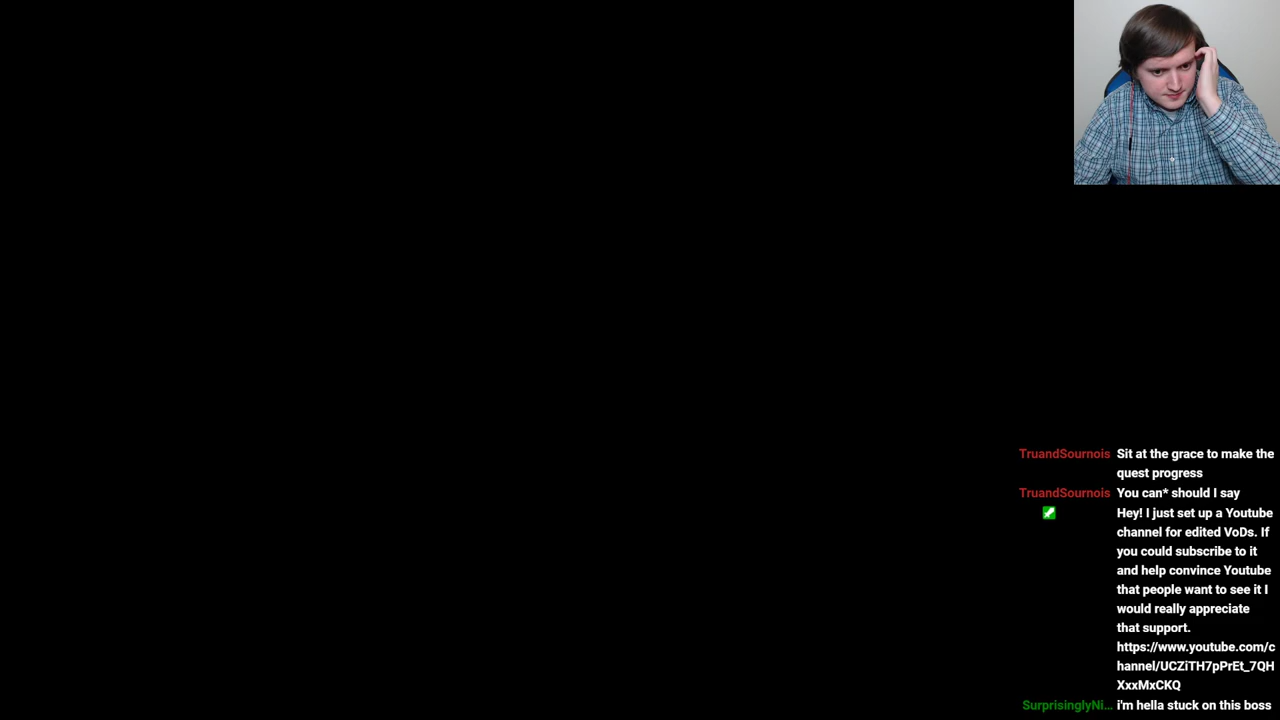 TruandSournois Sit at the grace to make the
quest progress
TruandSournois You can* should I say
Hey! I just set up a Youtube
channel for edited VoDs. If
you could subscribe to it
and help convince Youtube
that people want to see it I
would really appreciate
that support.
https://www.youtube.com/c
hannel/UCZiTH7pPrEt_7QH
XxxMxCKQ
SurprisinglyNi... i'm hella stuck on this boss